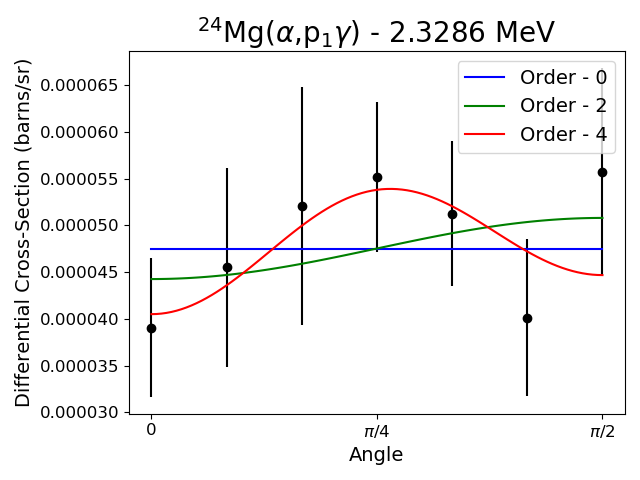 ²⁴Mg(α,p₁γ) - 2.3286 MeV
Differential Cross-Section (barns/sr)
0.000065
0.000060
0.000055
0.000050
0.000045
0.000040
0.000035
0.000030
Order - 0
Order - 2
Order - 4
0
π/4
π/2
Angle